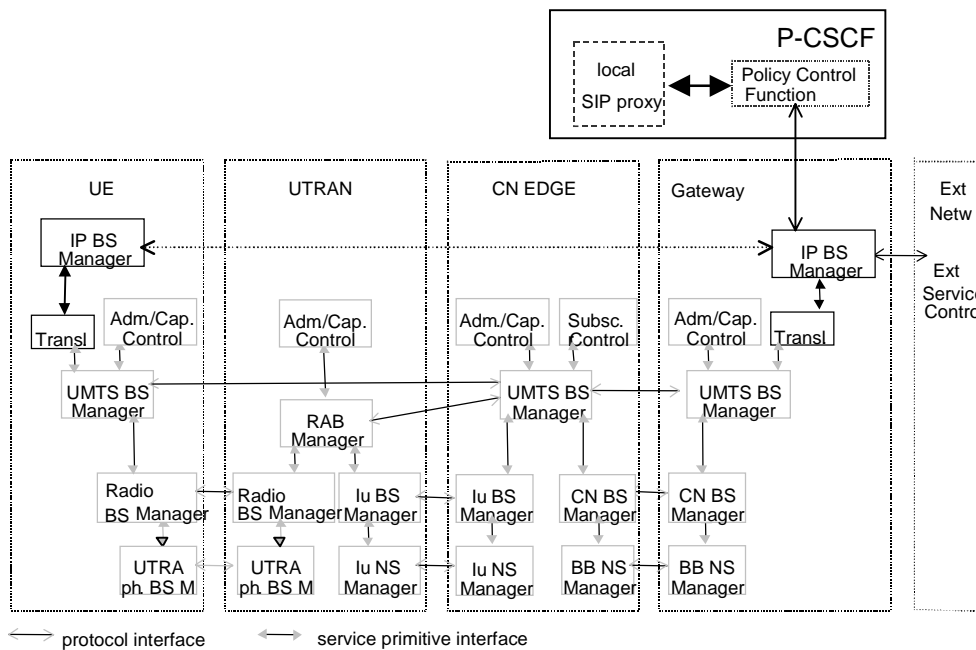 P-CSCF
local
SIP proxy
Policy Control
Function
UE
UTRAN
CN EDGE
Gateway
Ext
Netw
IP BS
Manager
IP BS
Manager
Ext
Service
Control
Transl
Adm/Cap.
Control
Adm/Cap.
Control
Adm./Cap.
Control
Subsc.
Control
Adm/Cap.
Control
Transl
UMTS BS
Manager
RAB
Manager
UMTS BS
Manager
UMTS BS
Manager
Radio
BS Manager
Radio
BS Manager
Iu BS
Manager
Iu BS
Manager
CN BS
Manager
CN BS
Manager
UTRA
ph. BS M
UTRA
ph. BS M
Iu NS
Manager
Iu NS
Manager
BB NS
Manager
BB NS
Manager
protocol interface
service primitive interface